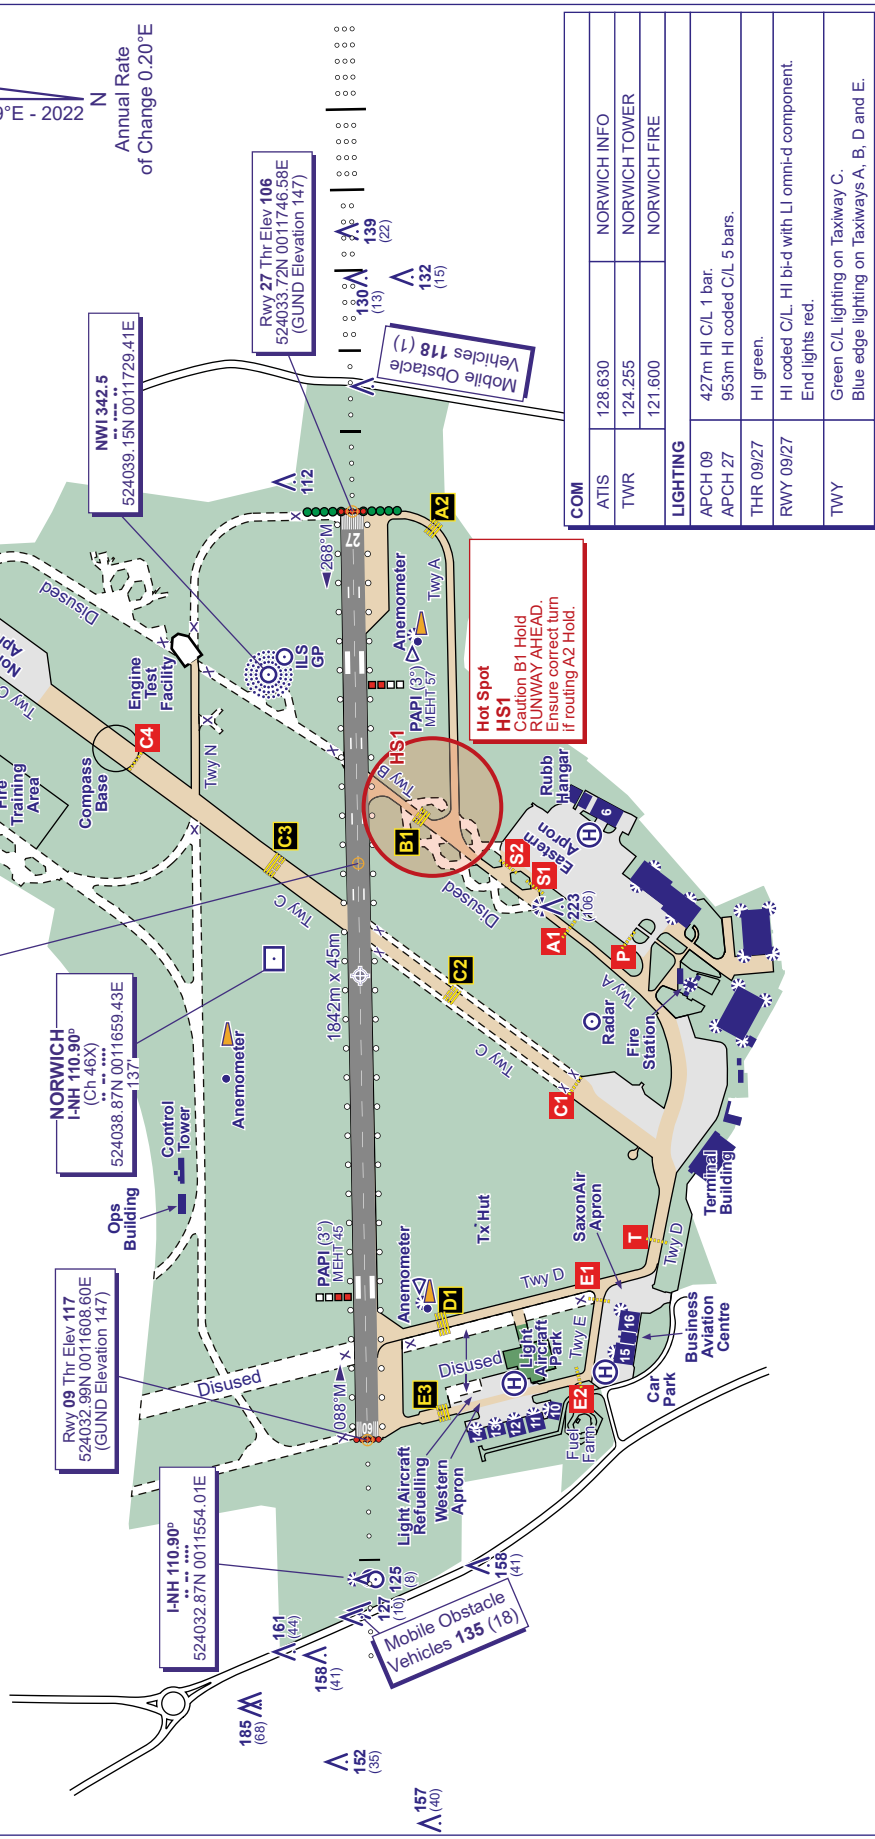 9°E - 2022
N
Annual Rate
of Change 0.20°E
Rwy 27 Thr Elev 106
524033.72N 0011746.58E
(GUND Elevation 147)
139
(22)
130
(13)
132
(15)
Mobile Obstacle
Vehicles 118 (1)
NWI 342.5
524039.15N 0011729.41E
112
COM
ATIS
128.630
NORWICH INFO
TWR
124.255
NORWICH TOWER
121.600
NORWICH FIRE
LIGHTING
APCH 09
427m HI C/L 1 bar.
APCH 27
953m HI coded C/L 5 bars.
THR 09/27
HI green.
RWY 09/27
HI coded C/L. HI bi-d with LI omni-d component.
End lights red.
TWY
Green C/L lighting on Taxiway C.
Blue edge lighting on Taxiways A, B, D and E.
Hot Spot
HS1
Caution B1 Hold
RUNWAY AHEAD.
Ensure correct turn
if routing A2 Hold.
Disused
Engine
Test
Facility
ILS
GP
268°M
27
A2
Twy A
Anemometer
PAPI (3°)
MEHT 57
HS1
Twy B
B1
Twy C
C4
Compass
Base
Training
Area
Twy N
C3
Twy C
1842m x 45m
C2
Twy C
C1
Disused
S2
S1
Eastern
Apron
Rubb
Hangar
H
6
223
(106)
A1
P
Twy A
Radar
Fire
Station
NORWICH
I-NH 110.90D
(Ch 46X)
524038.87N 0011659.43E
137'
Anemometer
Control
Tower
Ops
Building
Terminal
Building
T
Twy D
SaxonAir
Apron
E1
Tx Hut
Twy D
PAPI (3°)
MEHT 45
Anemometer
D1
Disused
Disused
Light
Aircraft
Park
Twy E
15
16
H
Business
Aviation
Centre
Car
Park
E2
E3
H
14
13
12
11
10
Fuel
Farm
Western
Apron
Light Aircraft
Refuelling
088°M
09
Rwy 09 Thr Elev 117
524032.99N 0011608.60E
(GUND Elevation 147)
I-NH 110.90D
524032.87N 0011554.01E
125
(8)
127
(10)
158
(41)
Mobile Obstacle
Vehicles 135 (18)
161
(44)
158
(41)
185
(68)
152
(35)
157
(40)